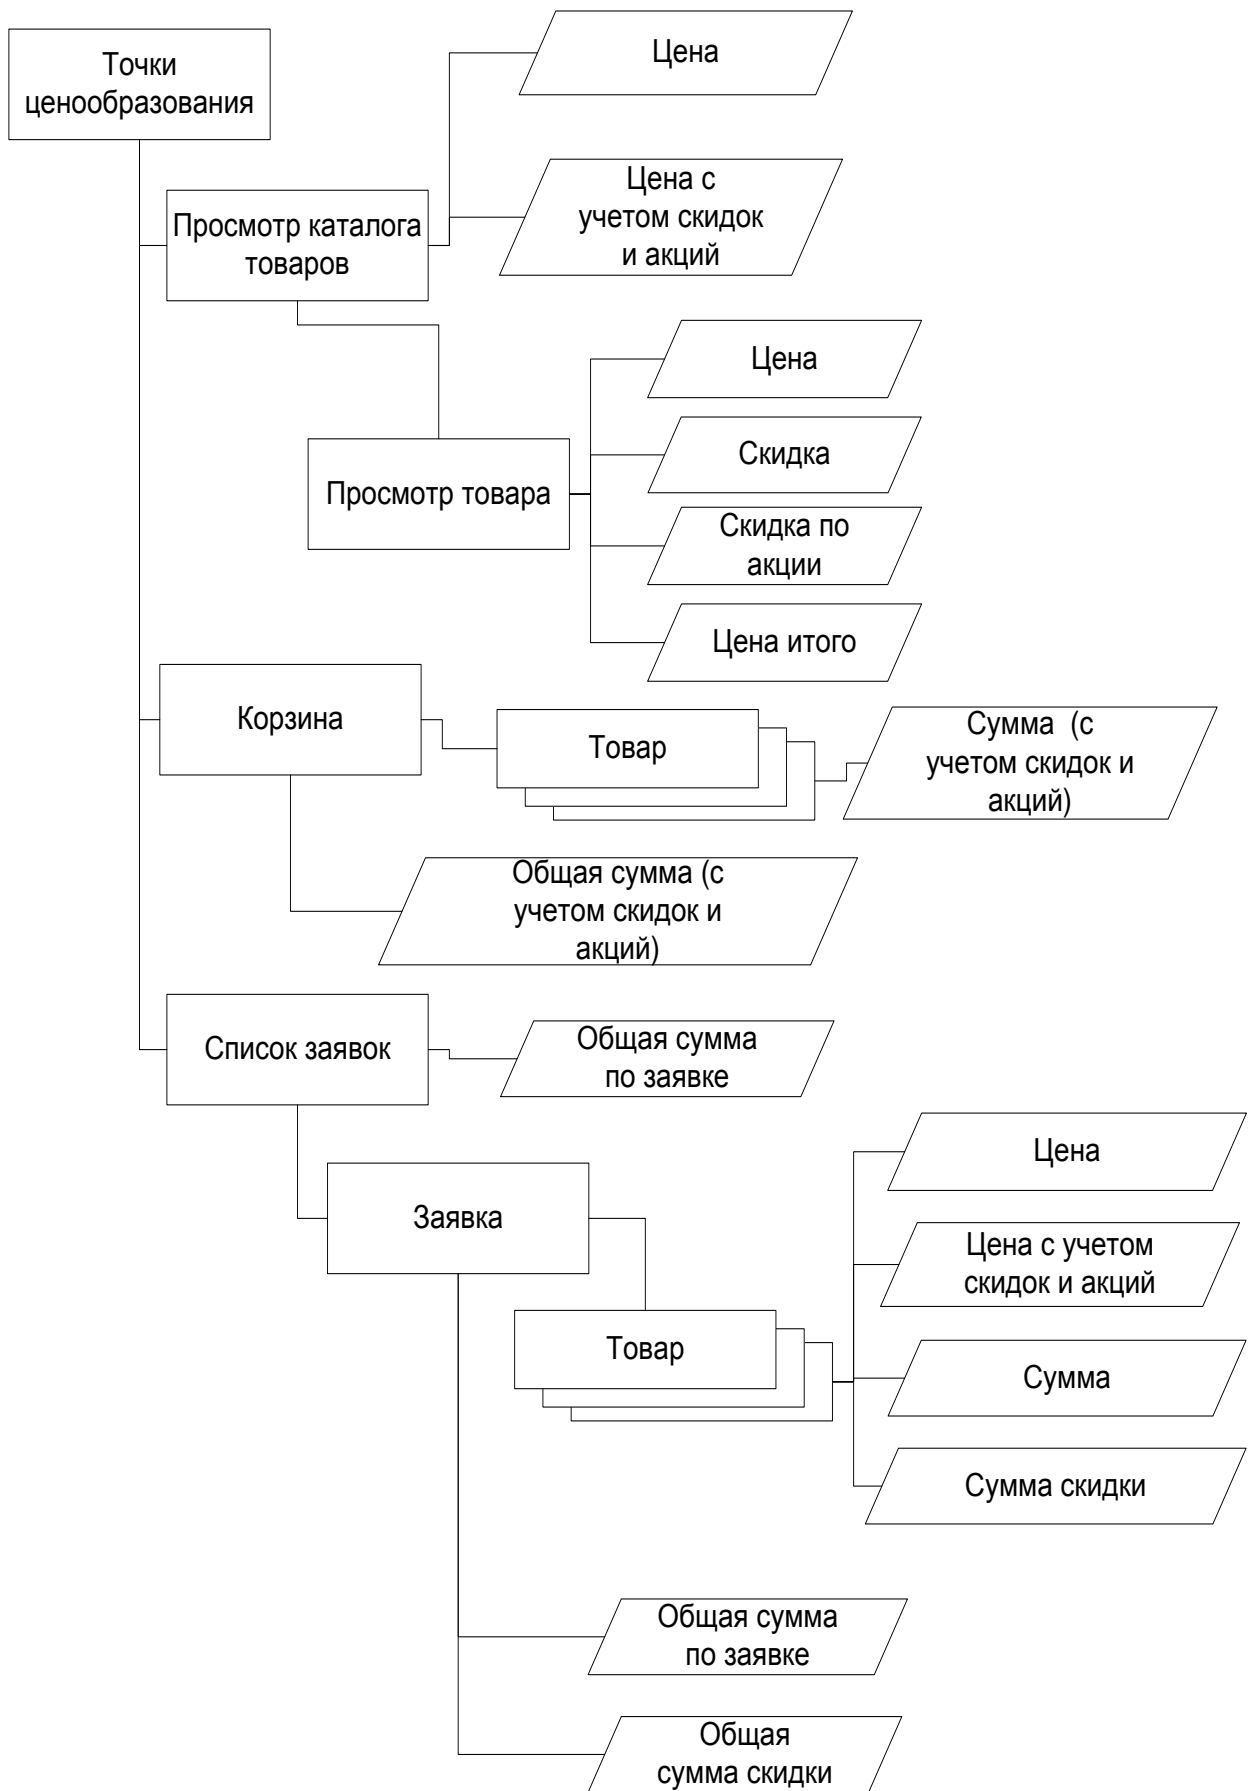 Точки
ценообразования
Цена
Цена с
учетом скидок
и акций
Просмотр каталога
товаров
Цена
Скидка
Просмотр товара
Скидка по
акции
Цена итого
Корзина
Товар
Сумма  (с
учетом скидок и
акций)
Общая сумма (с
учетом скидок и
акций)
Список заявок
Общая сумма
по заявке
Цена
Заявка
Цена с учетом
скидок и акций
Товар
Сумма
Сумма скидки
Общая сумма
по заявке
Общая
сумма скидки